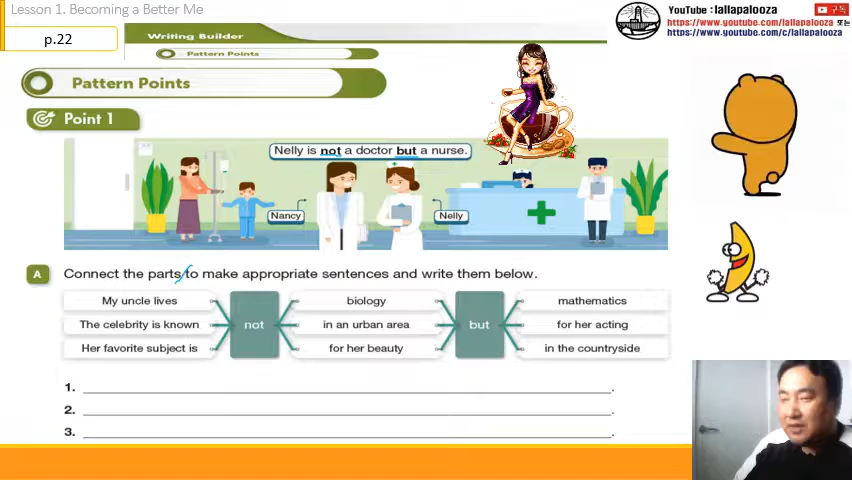 Lesson 1. Becoming a Better Me
p.22
Writing Builder
Pattern Points
Pattern Points
Point 1
YouTube : lallapalooza
구독
https://www.youtube.com/lallapalooza 또는
https://www.youtube.com/c/lallapalooza
Nelly is not a doctor but a nurse.
Nancy
Nelly
A Connect the parts to make appropriate sentences and write them below.
My uncle lives biology mathematics
The celebrity is known not in an urban area but for her acting
Her favorite subject is for her beauty in the countryside
1. .
2. .
3. .